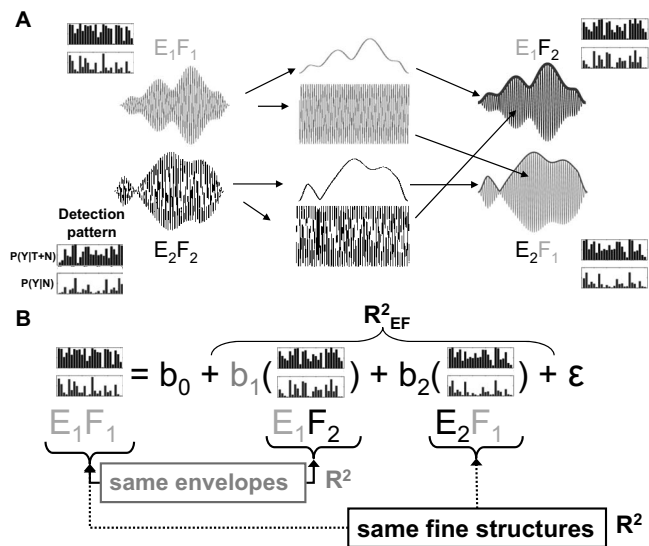 A
E₁F₁
E₁F₂
Detection
pattern
P(Y|T+N)
P(Y|N)
E₂F₂
E₂F₁
B
R²EF
= b₀ + b₁( ) + b₂( ) + ε
E₁F₁ E₁F₂ E₂F₁
same envelopes R²
same fine structures R²